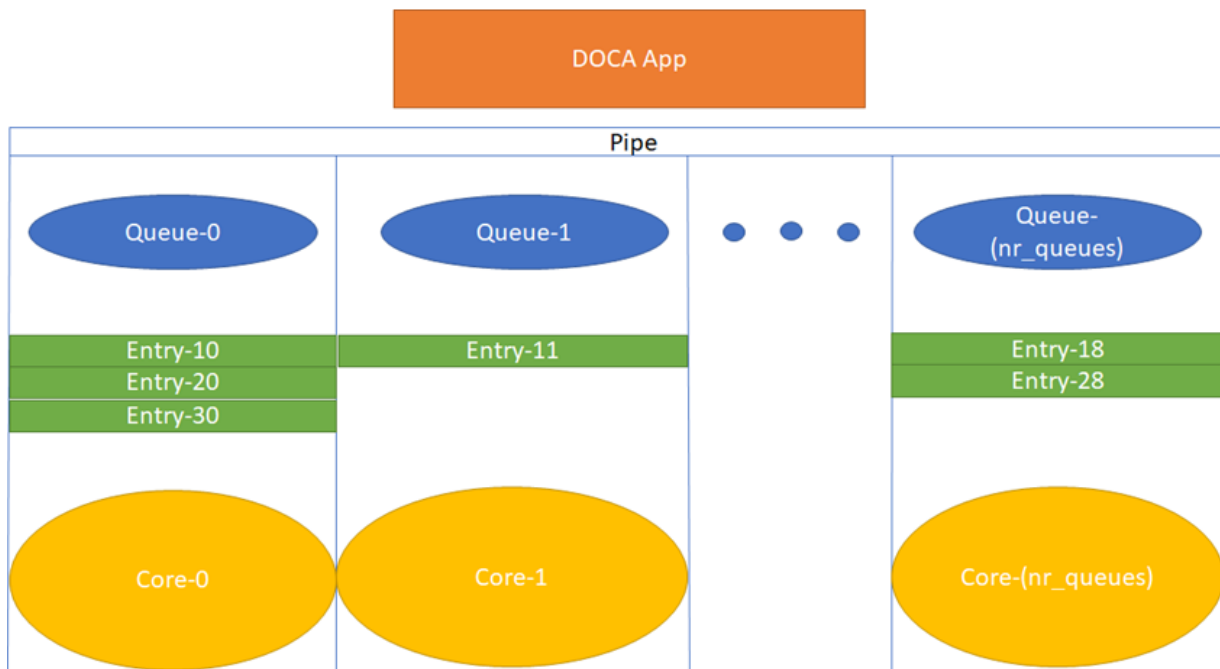 DOCA App
Pipe
Queue-0
Queue-1
Queue-
(nr_queues)
Entry-10
Entry-11
Entry-18
Entry-20
Entry-28
Entry-30
Core-0
Core-1
Core-(nr_queues)